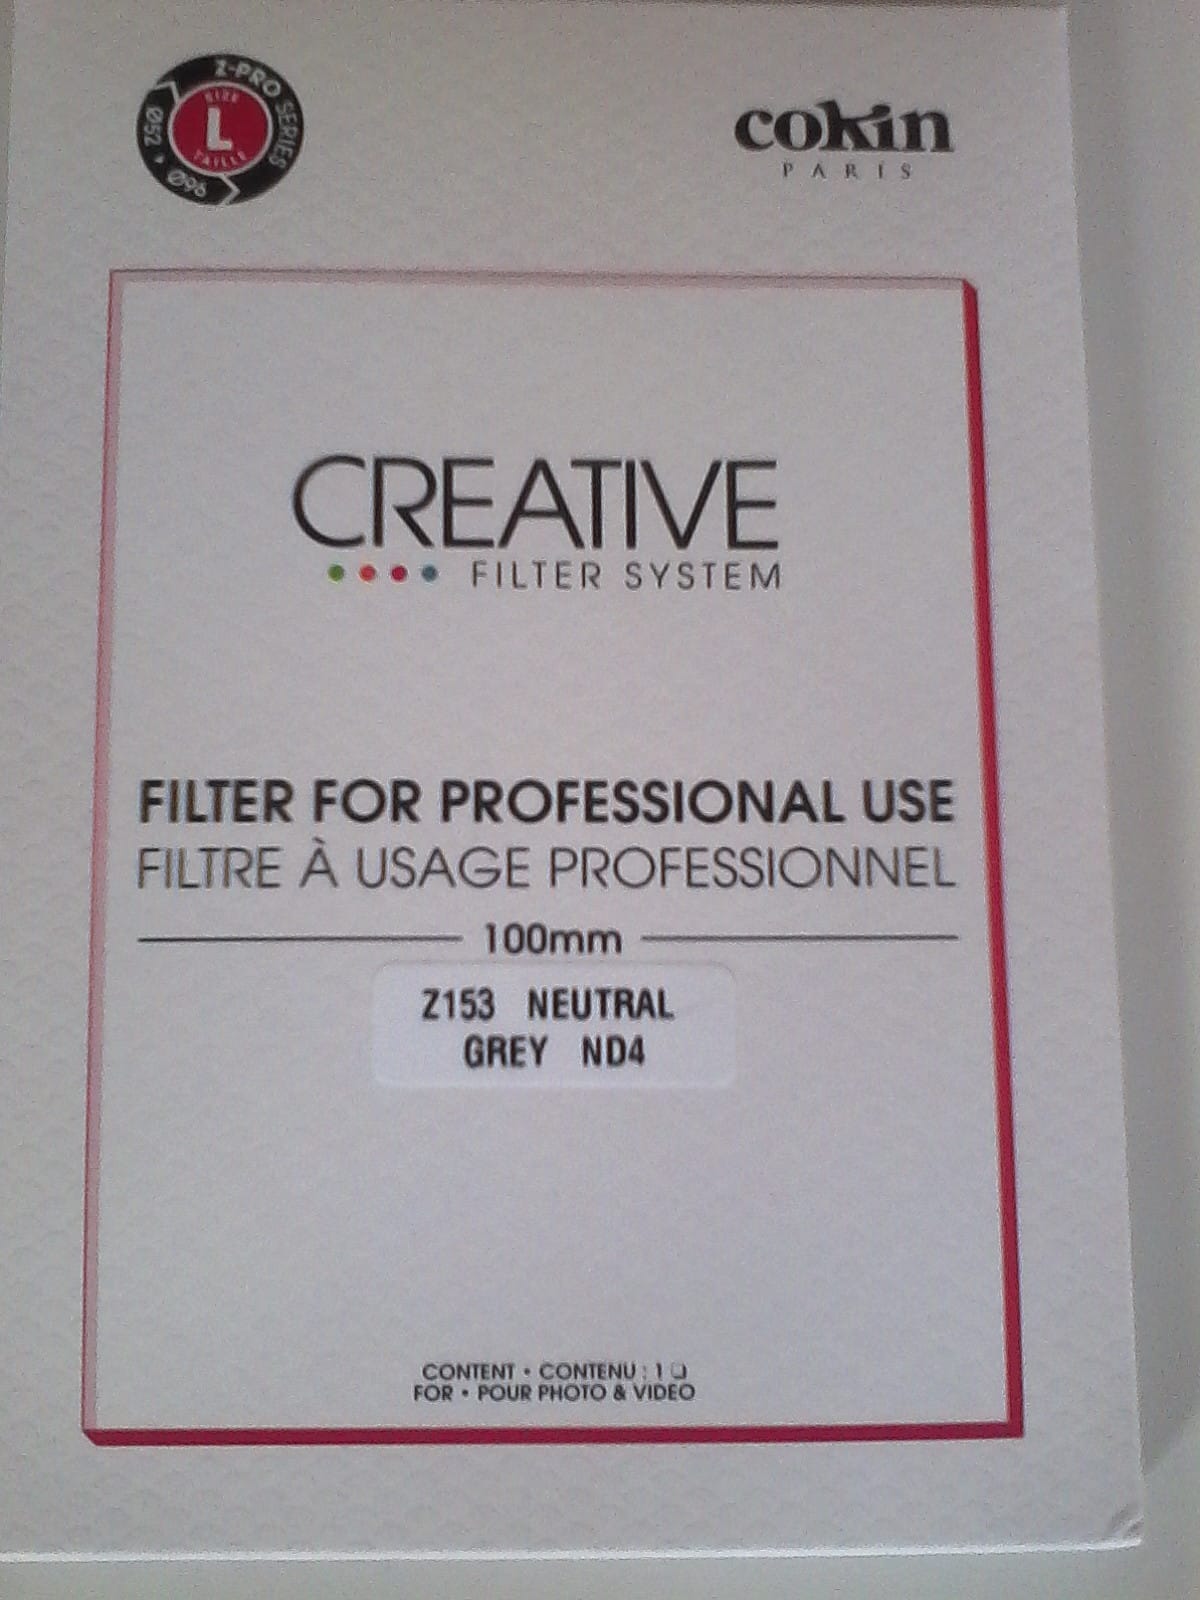 Z-PRO SERIES
SIZE
L
TAILLE
Ø52 Ø96
cokin
PARIS
CREATIVE
FILTER SYSTEM
FILTER FOR PROFESSIONAL USE
FILTRE À USAGE PROFESSIONNEL
100mm
Z153 NEUTRAL
GREY ND4
CONTENT • CONTENU : 1
FOR • POUR PHOTO & VIDEO